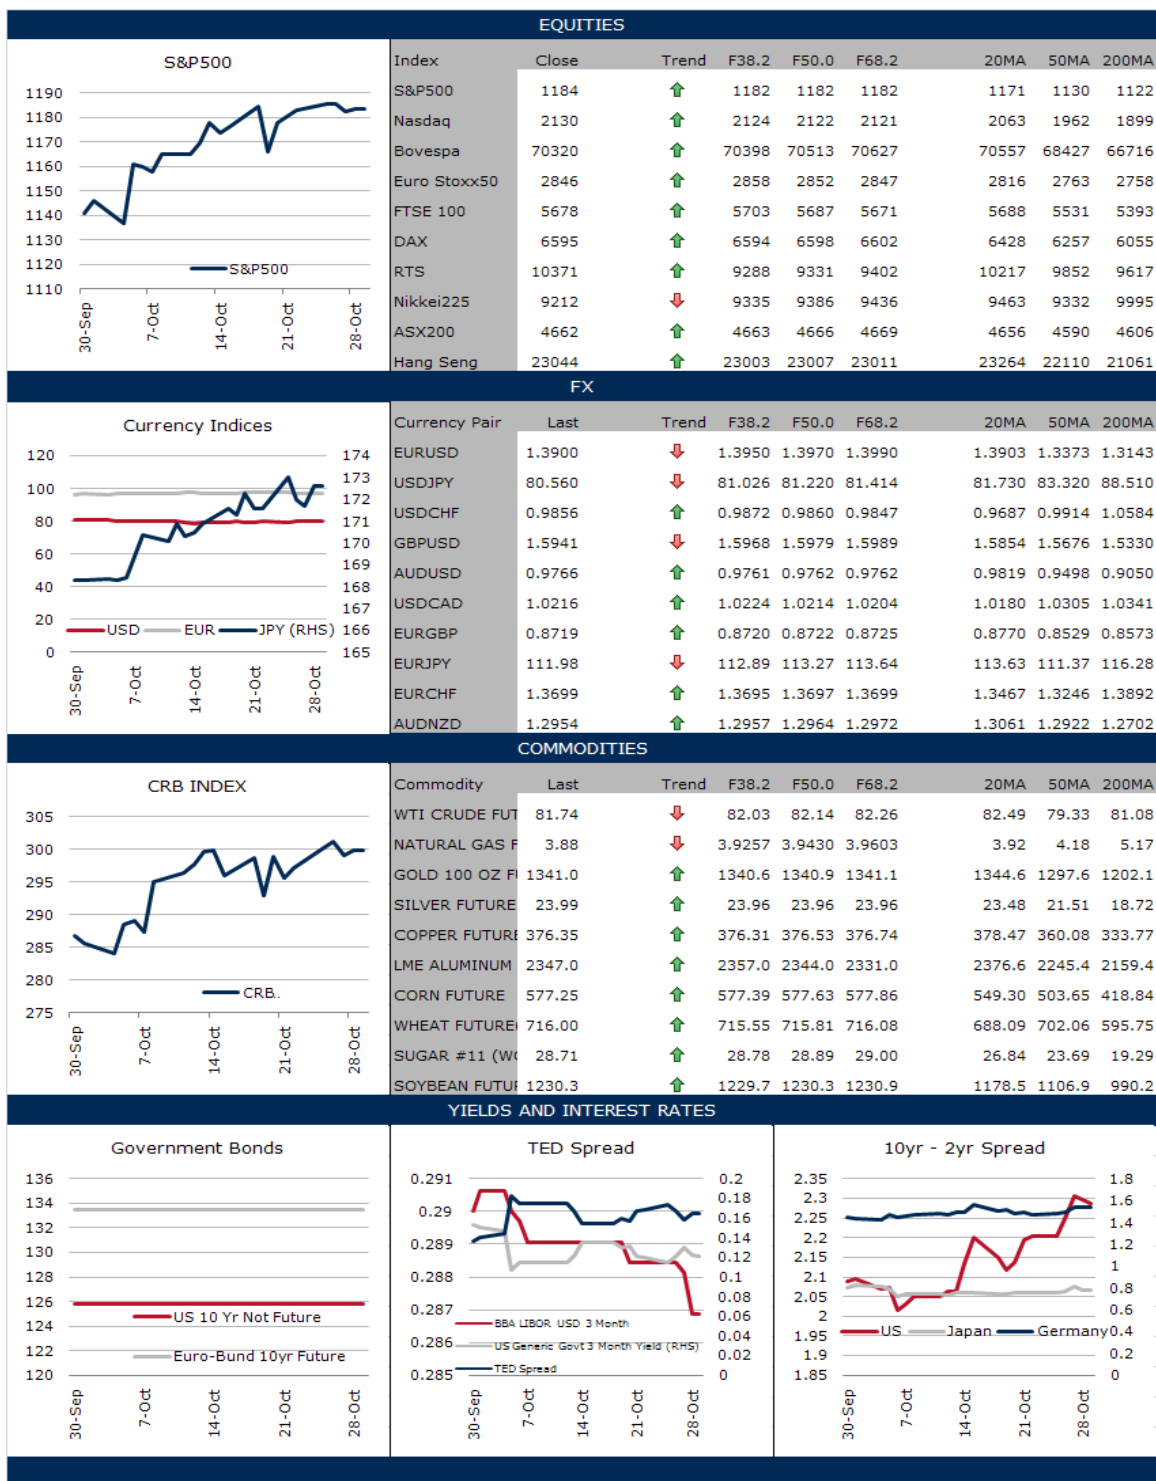 EQUITIES
S&P500
1190
1180
1170
1160
1150
1140
1130
1120
1110
S&P500
30-Sep
7-Oct
14-Oct
21-Oct
28-Oct
Index Close Trend F38.2 F50.0 F68.2 20MA 50MA 200MA
S&P500 1184 1182 1182 1182 1171 1130 1122
Nasdaq 2130 2124 2122 2121 2063 1962 1899
Bovespa 70320 70398 70513 70627 70557 68427 66716
Euro Stoxx50 2846 2858 2852 2847 2816 2763 2758
FTSE 100 5678 5703 5687 5671 5688 5531 5393
DAX 6595 6594 6598 6602 6428 6257 6055
RTS 10371 9288 9331 9402 10217 9852 9617
Nikkei225 9212 9335 9386 9436 9463 9332 9995
ASX200 4662 4663 4666 4669 4656 4590 4606
Hang Seng 23044 23003 23007 23011 23264 22110 21061
FX
Currency Indices
120
100
80
60
40
20
0
174
173
172
171
170
169
168
167
166
165
USD EUR JPY (RHS)
30-Sep
7-Oct
14-Oct
21-Oct
28-Oct
Currency Pair Last Trend F38.2 F50.0 F68.2 20MA 50MA 200MA
EURUSD 1.3900 1.3950 1.3970 1.3990 1.3903 1.3373 1.3143
USDJPY 80.560 81.026 81.220 81.414 81.730 83.320 88.510
USDCHF 0.9856 0.9872 0.9860 0.9847 0.9687 0.9914 1.0584
GBPUSD 1.5941 1.5968 1.5979 1.5989 1.5854 1.5676 1.5330
AUDUSD 0.9766 0.9761 0.9762 0.9762 0.9819 0.9498 0.9050
USDCAD 1.0216 1.0224 1.0214 1.0204 1.0180 1.0305 1.0341
EURGBP 0.8719 0.8720 0.8722 0.8725 0.8770 0.8529 0.8573
EURJPY 111.98 112.89 113.27 113.64 113.63 111.37 116.28
EURCHF 1.3699 1.3695 1.3697 1.3699 1.3467 1.3246 1.3892
AUDNZD 1.2954 1.2957 1.2964 1.2972 1.3061 1.2922 1.2702
COMMODITIES
CRB INDEX
305
300
295
290
285
280
275
CRB..
30-Sep
7-Oct
14-Oct
21-Oct
28-Oct
Commodity Last Trend F38.2 F50.0 F68.2 20MA 50MA 200MA
WTI CRUDE FUT 81.74 82.03 82.14 82.26 82.49 79.33 81.08
NATURAL GAS F 3.88 3.9257 3.9430 3.9603 3.92 4.18 5.17
GOLD 100 OZ F 1341.0 1340.6 1340.9 1341.1 1344.6 1297.6 1202.1
SILVER FUTURE 23.99 23.96 23.96 23.96 23.48 21.51 18.72
COPPER FUTURE 376.35 376.31 376.53 376.74 378.47 360.08 333.77
LME ALUMINUM 2347.0 2357.0 2344.0 2331.0 2376.6 2245.4 2159.4
CORN FUTURE 577.25 577.39 577.63 577.86 549.30 503.65 418.84
WHEAT FUTURE( 716.00 715.55 715.81 716.08 688.09 702.06 595.75
SUGAR #11 (WO 28.71 28.78 28.89 29.00 26.84 23.69 19.29
SOYBEAN FUTU 1230.3 1229.7 1230.3 1230.9 1178.5 1106.9 990.2
YIELDS AND INTEREST RATES
Government Bonds
136
134
132
130
128
126
124
122
120
US 10 Yr Not Future
Euro-Bund 10yr Future
30-Sep
7-Oct
14-Oct
21-Oct
28-Oct
TED Spread
0.291
0.29
0.289
0.288
0.287
0.286
0.285
0.2
0.18
0.16
0.14
0.12
0.1
0.08
0.06
0.04
0.02
0
BBA LIBOR USD 3 Month
US Generic Govt 3 Month Yield (RHS)
TED Spread
30-Sep
7-Oct
14-Oct
21-Oct
28-Oct
10yr - 2yr Spread
2.35
2.3
2.25
2.2
2.15
2.1
2.05
2
1.95
1.9
1.85
1.8
1.6
1.4
1.2
1
0.8
0.6
0.4
0.2
0
US Japan Germany
30-Sep
7-Oct
14-Oct
21-Oct
28-Oct